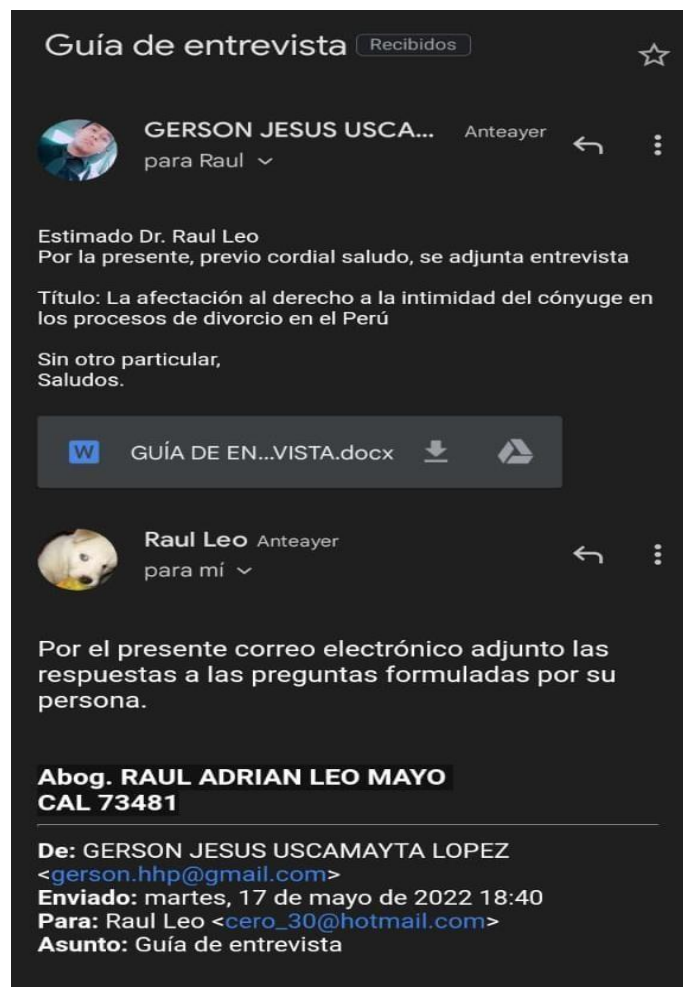 Guía de entrevista Recibidos
GERSON JESUS USCA... Anteayer
para Raul
Estimado Dr. Raul Leo
Por la presente, previo cordial saludo, se adjunta entrevista
Título: La afectación al derecho a la intimidad del cónyuge en
los procesos de divorcio en el Perú
Sin otro particular,
Saludos.
W GUÍA DE EN...VISTA.docx
Raul Leo Anteayer
para mí
Por el presente correo electrónico adjunto las
respuestas a las preguntas formuladas por su
persona.
Abog. RAUL ADRIAN LEO MAYO
CAL 73481
De: GERSON JESUS USCAMAYTA LOPEZ
<gerson.hhp@gmail.com>
Enviado: martes, 17 de mayo de 2022 18:40
Para: Raul Leo <cero_30@hotmail.com>
Asunto: Guía de entrevista